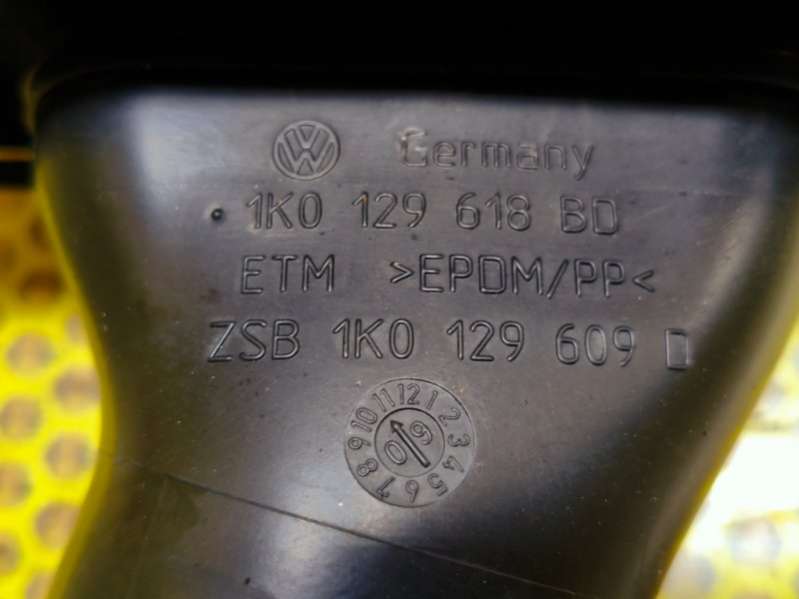 VW Germany
1K0 129 618 BD
ETM >EPDM/PP<
ZSB 1K0 129 609 D
1 2 3 4 5 6 7 8 9 10 11 12
09